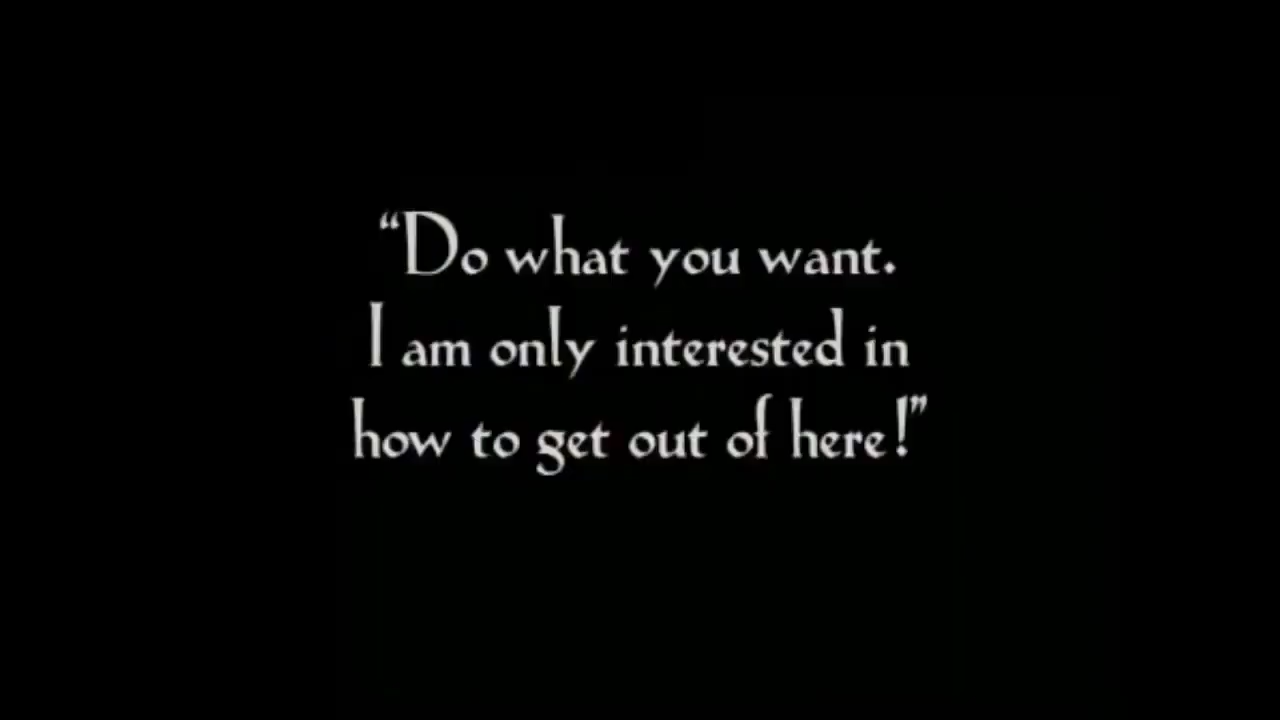 “Do what you want.
I am only interested in
how to get out of here!”